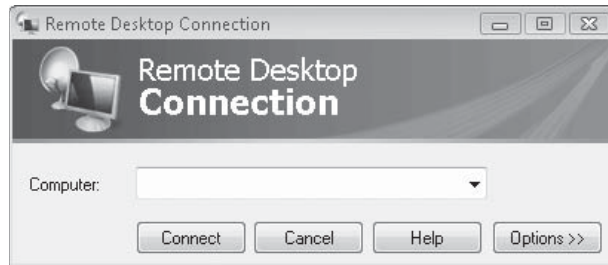 Remote Desktop Connection
Remote Desktop
Connection
Computer:
Connect Cancel Help Options >>